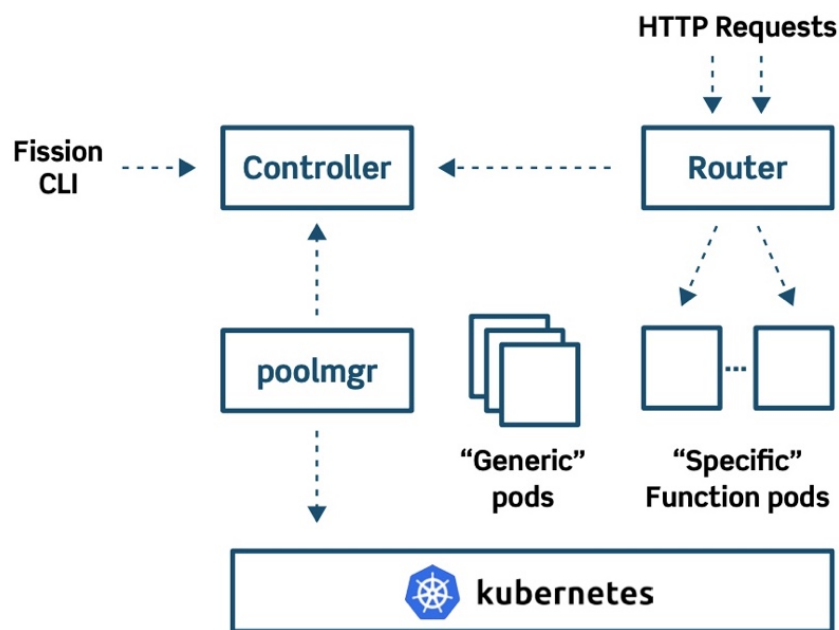 HTTP Requests
Fission
CLI
Controller
Router
poolmgr
...
“Generic”
pods
“Specific”
Function pods
kubernetes